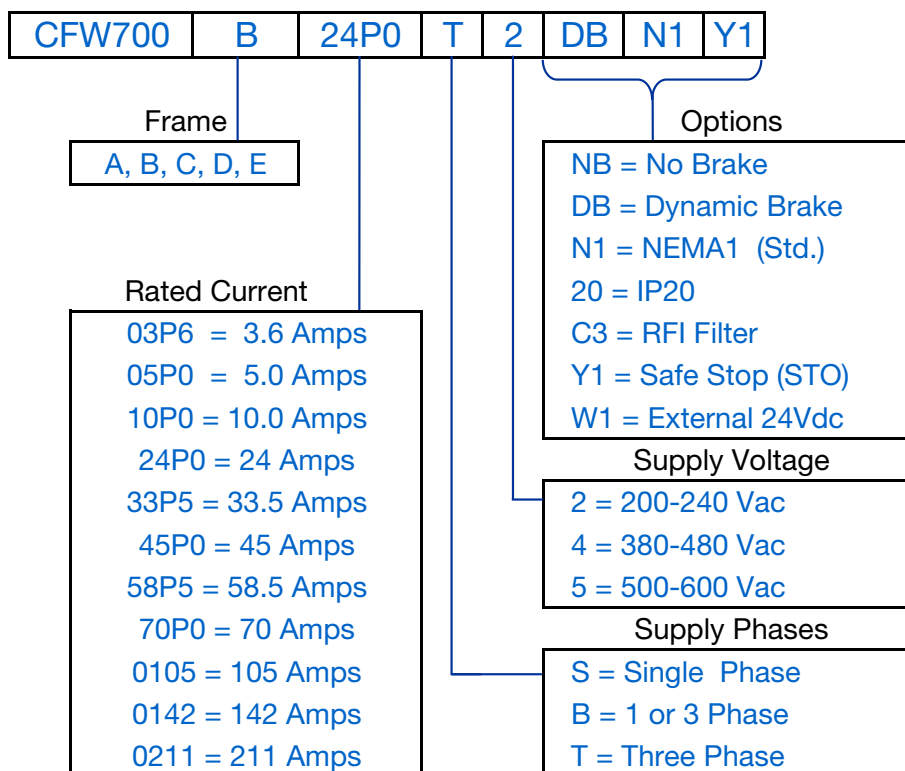 CFW700 B 24P0 T 2 DB N1 Y1
Frame
A, B, C, D, E
Rated Current
03P6 = 3.6 Amps
05P0 = 5.0 Amps
10P0 = 10.0 Amps
24P0 = 24 Amps
33P5 = 33.5 Amps
45P0 = 45 Amps
58P5 = 58.5 Amps
70P0 = 70 Amps
0105 = 105 Amps
0142 = 142 Amps
0211 = 211 Amps
Options
NB = No Brake
DB = Dynamic Brake
N1 = NEMA1 (Std.)
20 = IP20
C3 = RFI Filter
Y1 = Safe Stop (STO)
W1 = External 24Vdc
Supply Voltage
2 = 200-240 Vac
4 = 380-480 Vac
5 = 500-600 Vac
Supply Phases
S = Single Phase
B = 1 or 3 Phase
T = Three Phase